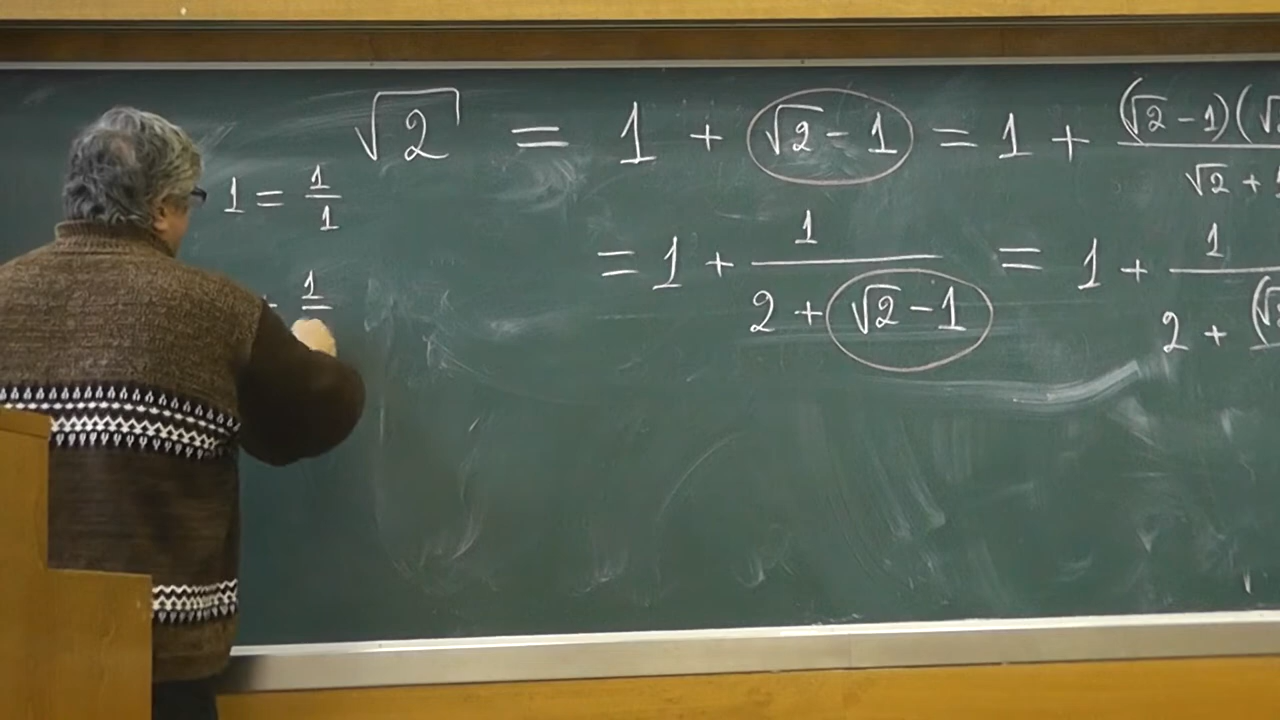 √2 = 1 + √2 - 1 = 1 + (√2 - 1)(√
√2 +
1 = 1/1
= 1 + 1/(2 + √2 - 1) = 1 + 1/(2 + (√
1